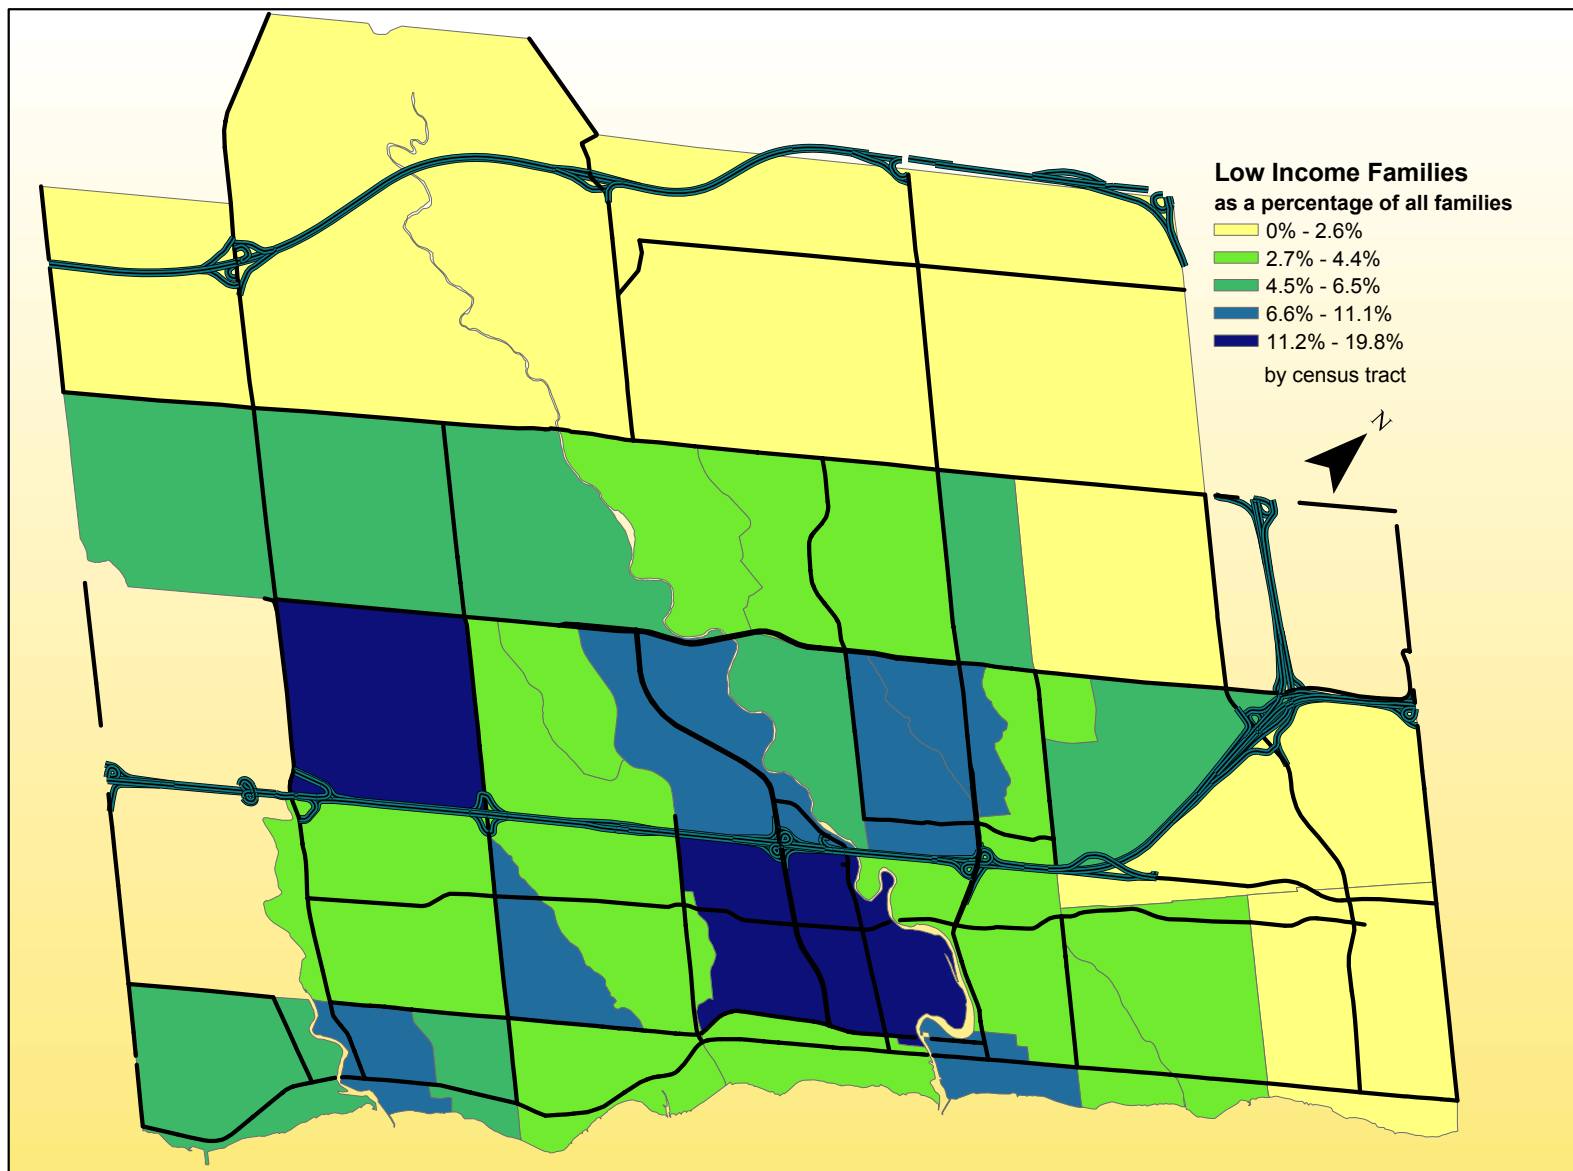 Low Income Families
as a percentage of all families
0% - 2.6%
2.7% - 4.4%
4.5% - 6.5%
6.6% - 11.1%
11.2% - 19.8%
by census tract
N